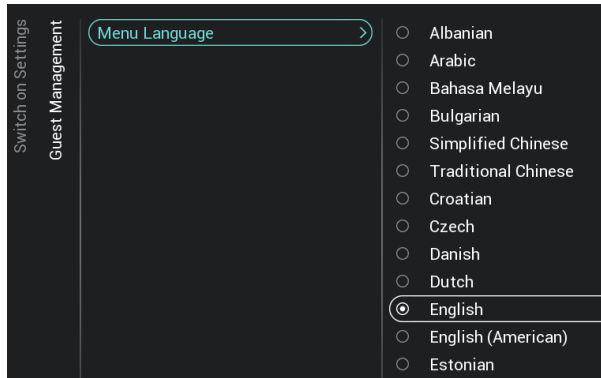 Switch on Settings
Guest Management
Menu Language
Albanian
Arabic
Bahasa Melayu
Bulgarian
Simplified Chinese
Traditional Chinese
Croatian
Czech
Danish
Dutch
English
English (American)
Estonian